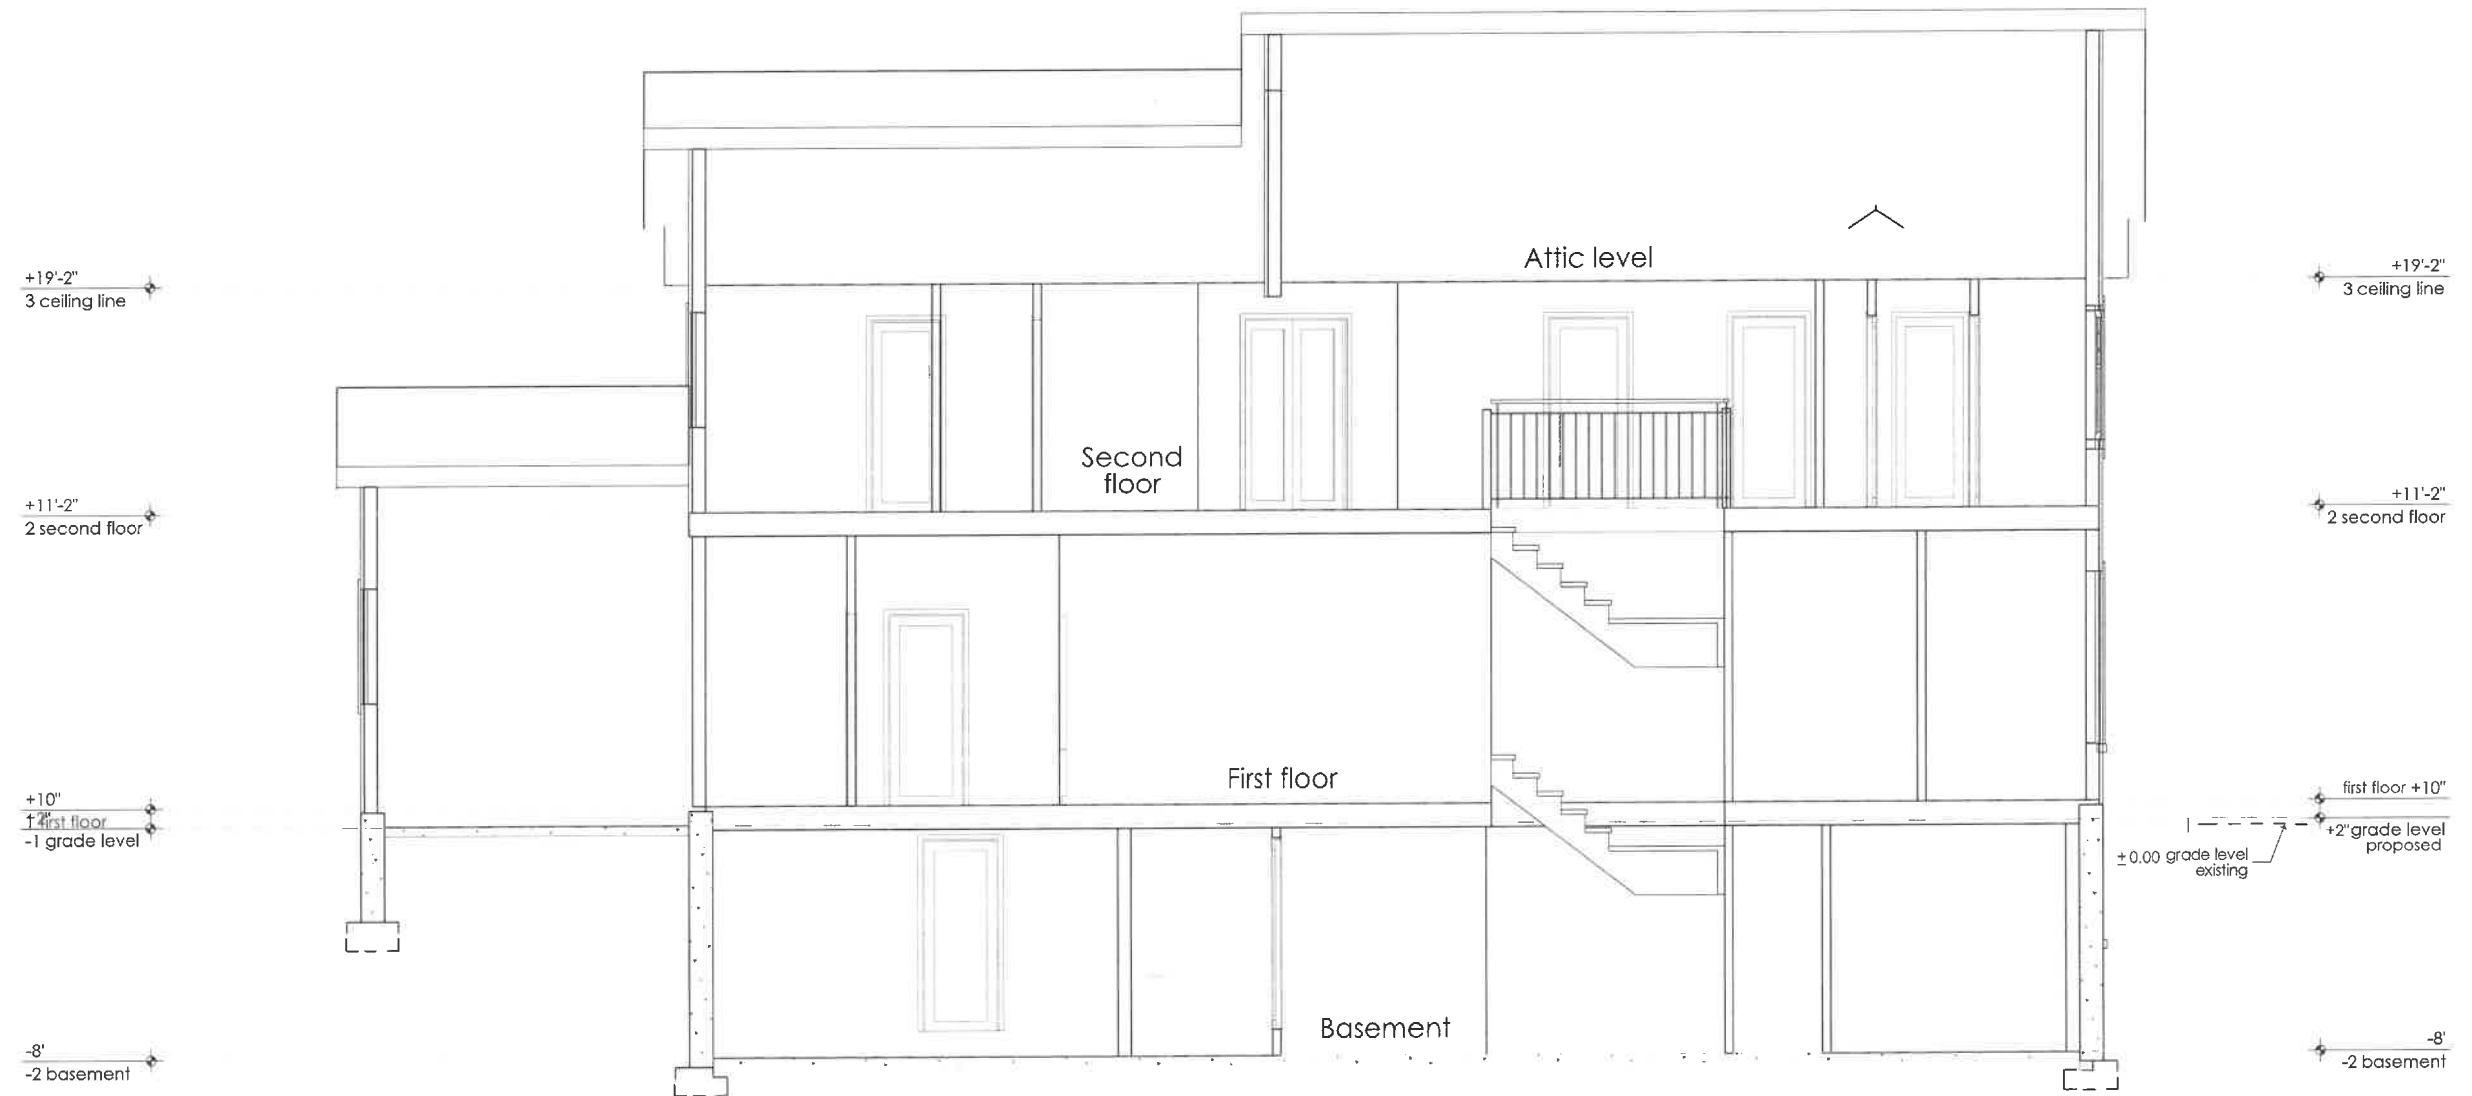 Attic level
+19'-2"
3 ceiling line
+19'-2"
3 ceiling line
Second
floor
+11'-2"
2 second floor
+11'-2"
2 second floor
First floor
+10"
1 first floor
-1 grade level
first floor +10"
+2" grade level
proposed
±0.00 grade level
existing
Basement
-8'
-2 basement
-8'
-2 basement